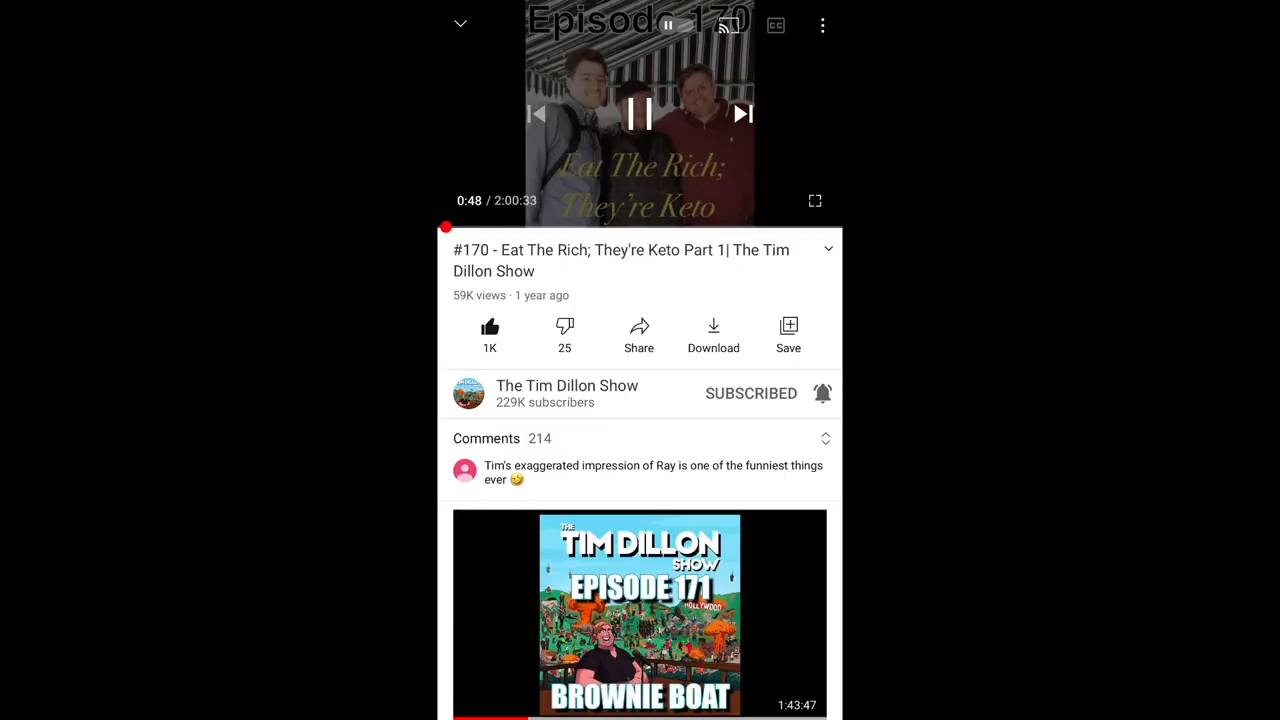 Episode 170
CC
Eat The Rich;
They're Keto
0:48 / 2:00:33
#170 - Eat The Rich; They're Keto Part 1| The Tim
Dillon Show
59K views · 1 year ago
1K
25
Share
Download
Save
The Tim Dillon Show
229K subscribers
SUBSCRIBED
Comments 214
Tim's exaggerated impression of Ray is one of the funniest things
ever 🤣
THE
TIM DILLON
SHOW
EPISODE 171
HOLLYWOOD
BROWNIE BOAT
1:43:47